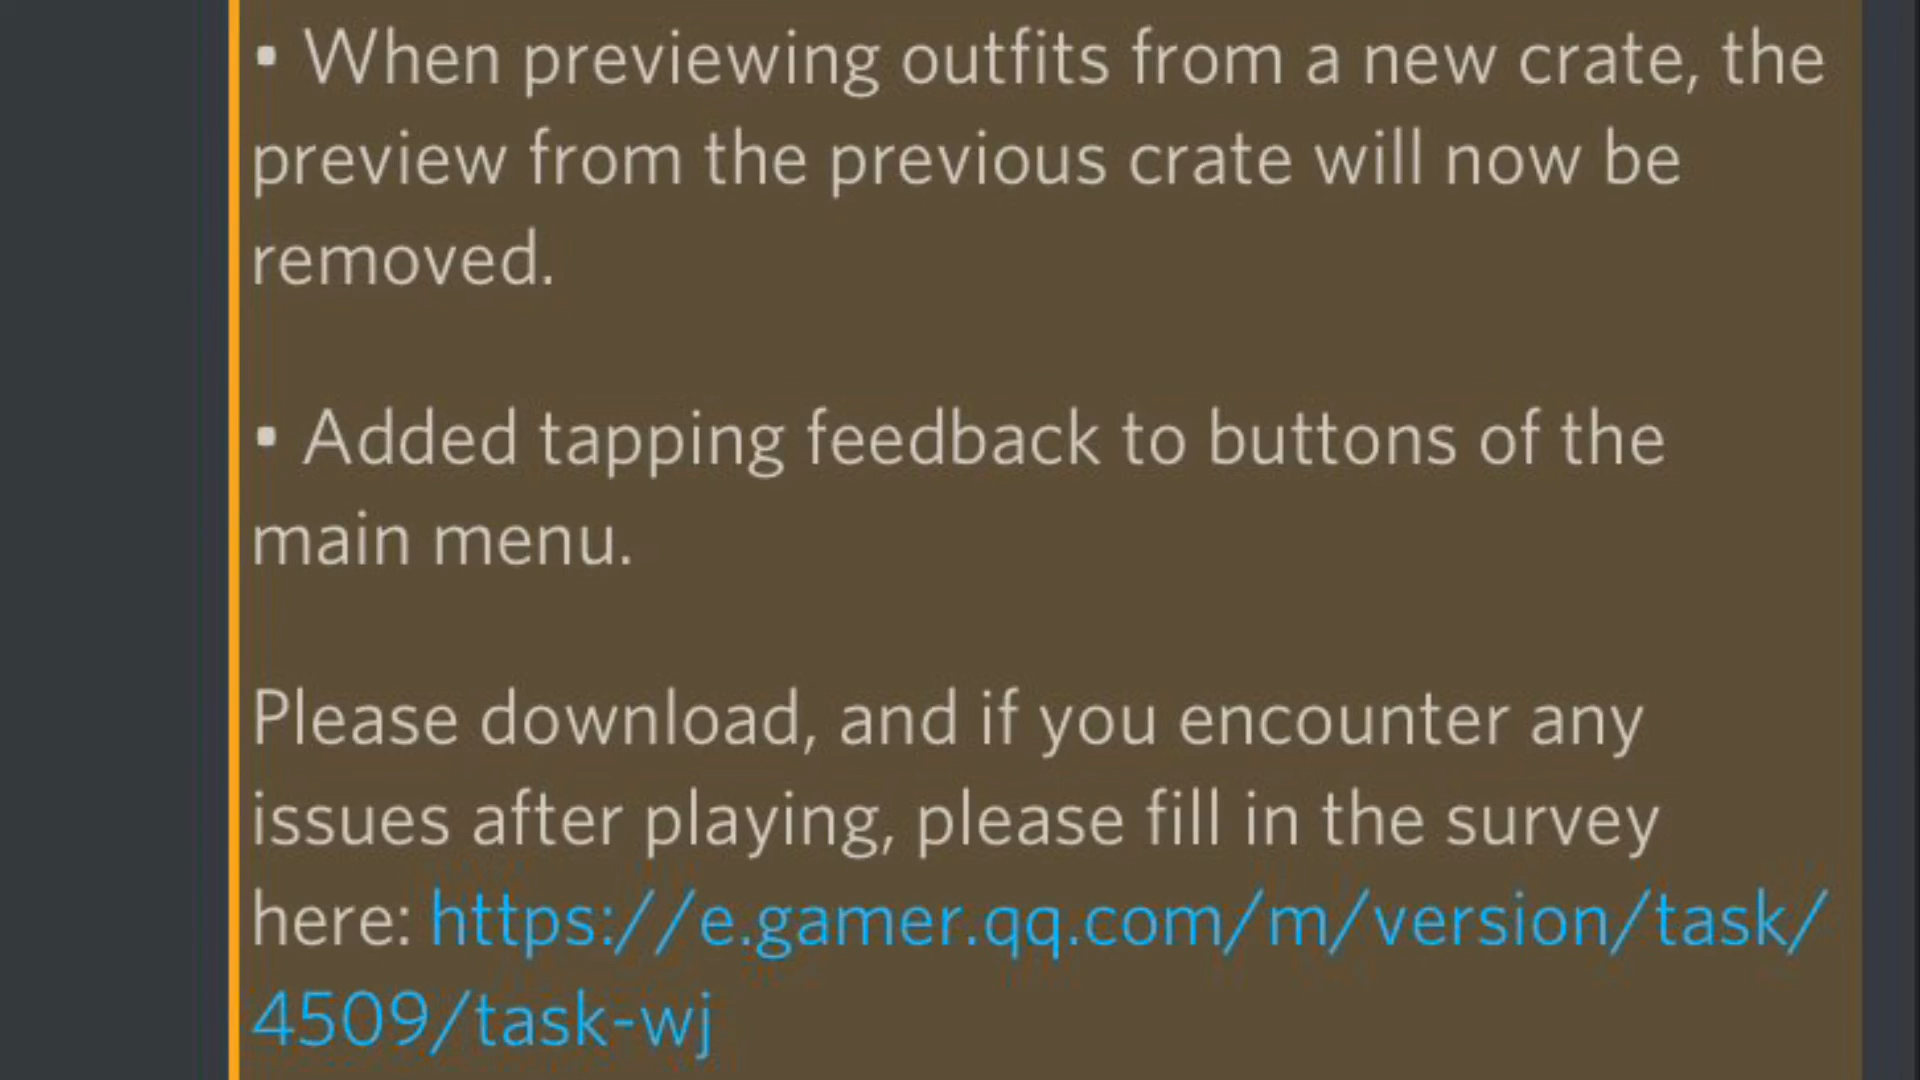 ▪ When previewing outfits from a new crate, the
preview from the previous crate will now be
removed.
▪ Added tapping feedback to buttons of the
main menu.
Please download, and if you encounter any
issues after playing, please fill in the survey
here: https://e.gamer.qq.com/m/version/task/
4509/task-wj